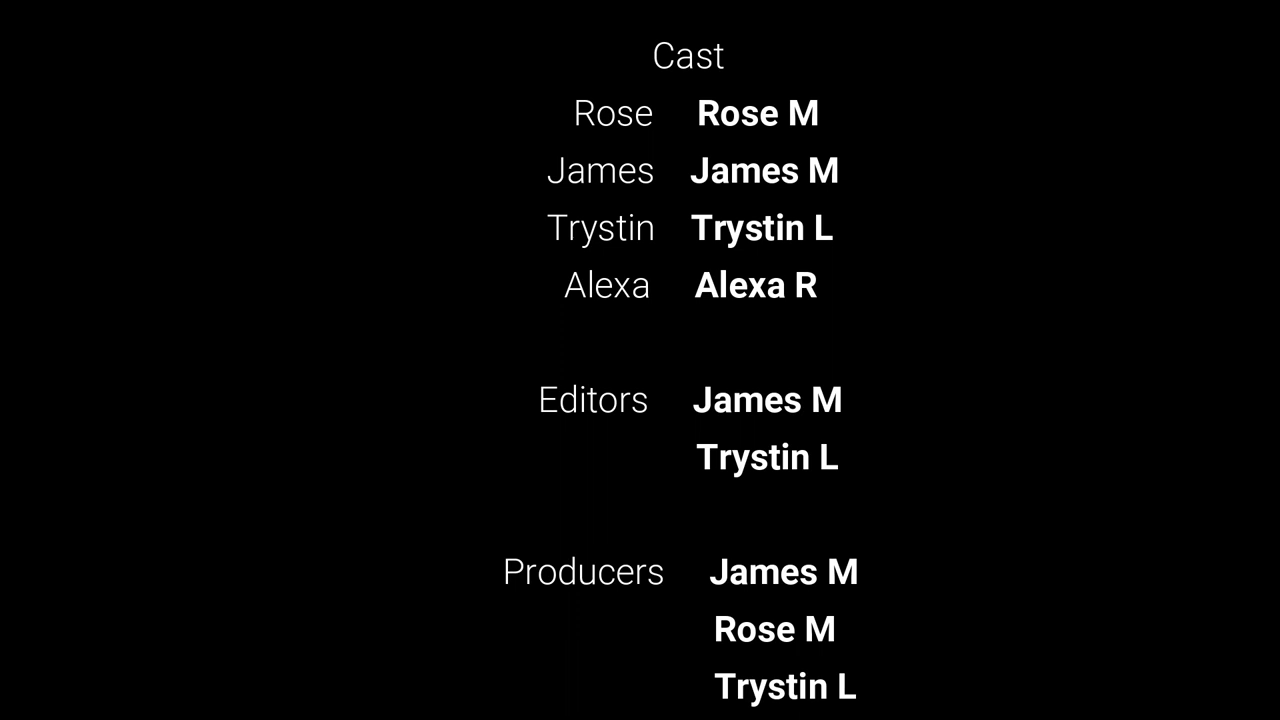 Cast
Rose Rose M
James James M
Trystin Trystin L
Alexa Alexa R
Editors James M
Trystin L
Producers James M
Rose M
Trystin L